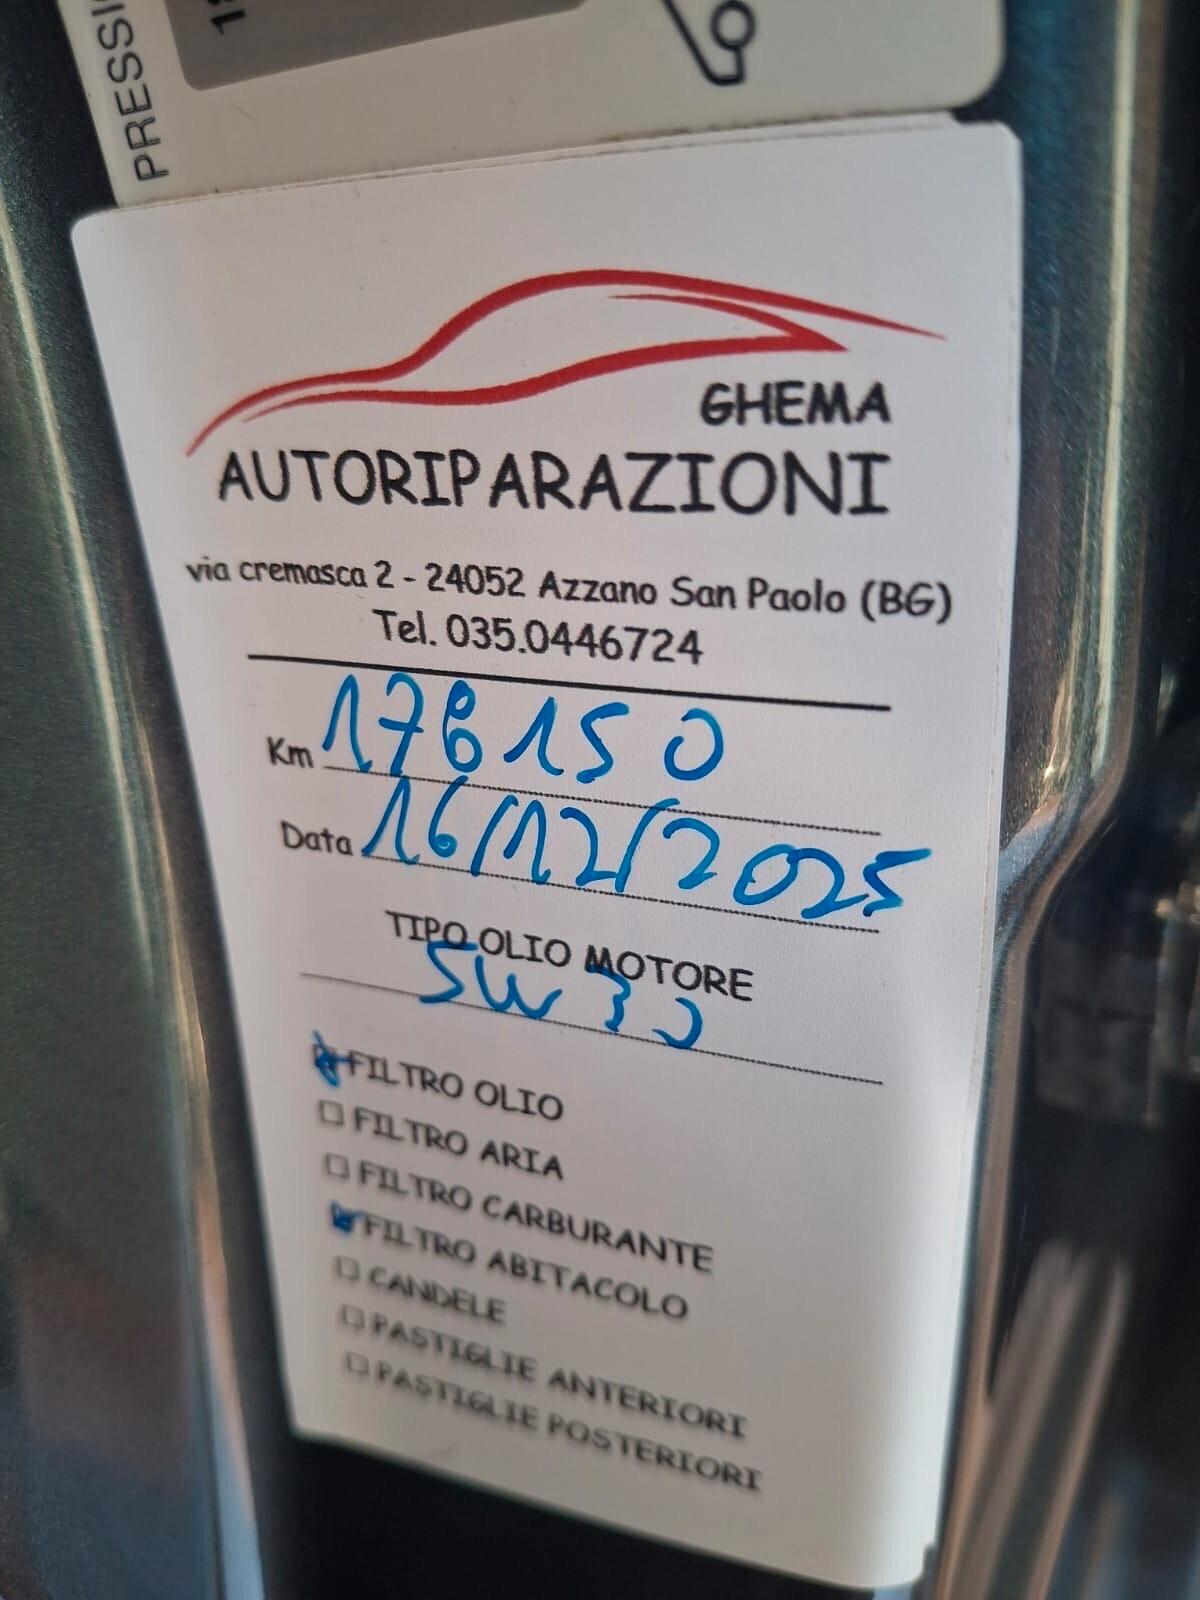 PRESSI
GHEMA
AUTORIPARAZIONI
via cremasca 2 - 24052 Azzano San Paolo (BG)
Tel. 035.0446724
Km 178150
Data 16/12/2025
TIPO OLIO MOTORE
5W30
FILTRO OLIO
FILTRO ARIA
FILTRO CARBURANTE
FILTRO ABITACOLO
CANDELE
PASTIGLIE ANTERIORI
PASTIGLIE POSTERIORI